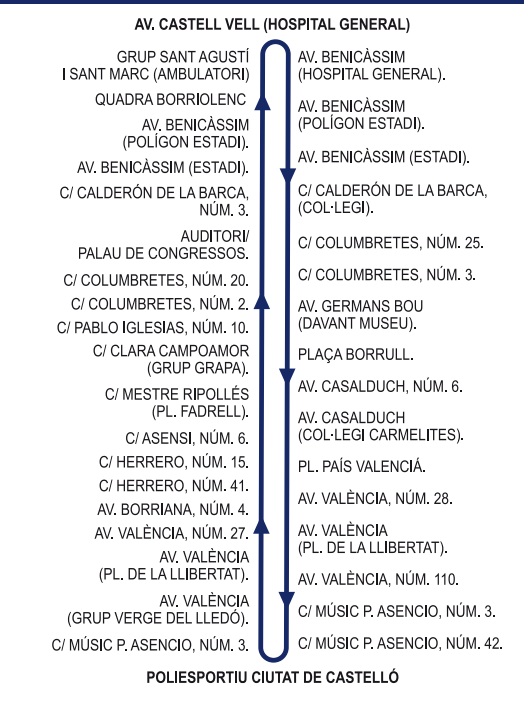 AV. CASTELL VELL (HOSPITAL GENERAL)
GRUP SANT AGUSTÍ
I SANT MARC (AMBULATORI)
QUADRA BORRIOLENC
AV. BENICÀSSIM
(POLÍGON ESTADI).
AV. BENICÀSSIM (ESTADI).
C/ CALDERÓN DE LA BARCA,
NÚM. 3.
AUDITORI/
PALAU DE CONGRESSOS.
C/ COLUMBRETES, NÚM. 20.
C/ COLUMBRETES, NÚM. 2.
C/ PABLO IGLESIAS, NÚM. 10.
C/ CLARA CAMPOAMOR
(GRUP GRAPA).
C/ MESTRE RIPOLLÉS
(PL. FADRELL).
C/ ASENSI, NÚM. 6.
C/ HERRERO, NÚM. 15.
C/ HERRERO, NÚM. 41.
AV. BORRIANA, NÚM. 4.
AV. VALÈNCIA, NÚM. 27.
AV. VALÈNCIA
(PL. DE LA LLIBERTAT).
AV. VALÈNCIA
(GRUP VERGE DEL LLEDÓ).
C/ MÚSIC P. ASENCIO, NÚM. 3.
AV. BENICÀSSIM
(HOSPITAL GENERAL).
AV. BENICÀSSIM
(POLÍGON ESTADI).
AV. BENICÀSSIM (ESTADI).
C/ CALDERÓN DE LA BARCA,
(COL·LEGI).
C/ COLUMBRETES, NÚM. 25.
C/ COLUMBRETES, NÚM. 3.
AV. GERMANS BOU
(DAVANT MUSEU).
PLAÇA BORRULL.
AV. CASALDUCH, NÚM. 6.
AV. CASALDUCH
(COL·LEGI CARMELITES).
PL. PAÍS VALENCIÁ.
AV. VALÈNCIA, NÚM. 28.
AV. VALÈNCIA
(PL. DE LA LLIBERTAT).
AV. VALÈNCIA, NÚM. 110.
C/ MÚSIC P. ASENCIO, NÚM. 3.
C/ MÚSIC P. ASENCIO, NÚM. 42.
POLIESPORTIU CIUTAT DE CASTELLÓ